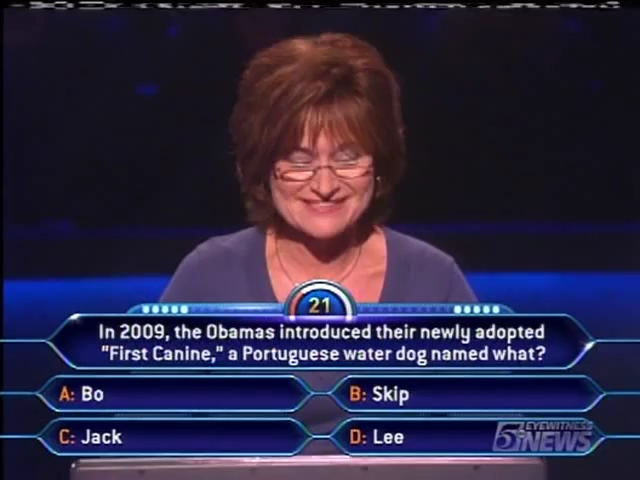 21
In 2009, the Obamas introduced their newly adopted
"First Canine," a Portuguese water dog named what?
A: Bo
B: Skip
C: Jack
D: Lee
5 EYEWITNESS
NEWS